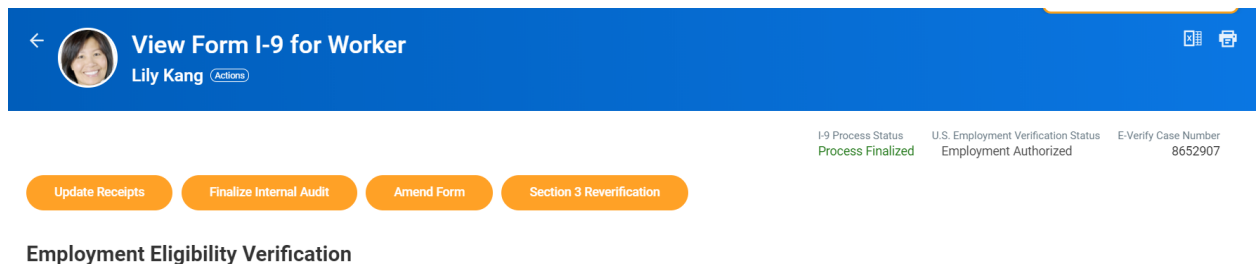 View Form I-9 for Worker
Lily Kang Actions
I-9 Process Status U.S. Employment Verification Status E-Verify Case Number
Process Finalized Employment Authorized 8652907
Update Receipts Finalize Internal Audit Amend Form Section 3 Reverification
Employment Eligibility Verification